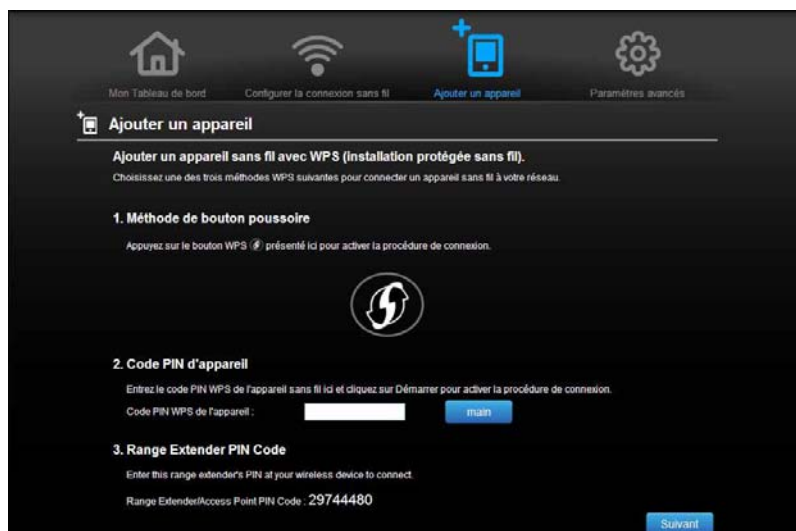 Mon Tableau de bord
Configurer la connexion sans fil
Ajouter un appareil
Paramètres avancés
Ajouter un appareil
Ajouter un appareil sans fil avec WPS (installation protégée sans fil).
Choisissez une des trois méthodes WPS suivantes pour connecter un appareil sans fil à votre réseau.
1. Méthode de bouton poussoire
Appuyez sur le bouton WPS présenté ici pour activer la procédure de connexion.
2. Code PIN d'appareil
Entrez le code PIN WPS de l'appareil sans fil ici et cliquez sur Démarrer pour activer la procédure de connexion.
Code PIN WPS de l'appareil :
main
3. Range Extender PIN Code
Enter this range extender's PIN at your wireless device to connect.
Range Extender/Access Point PIN Code : 29744480
Suivant